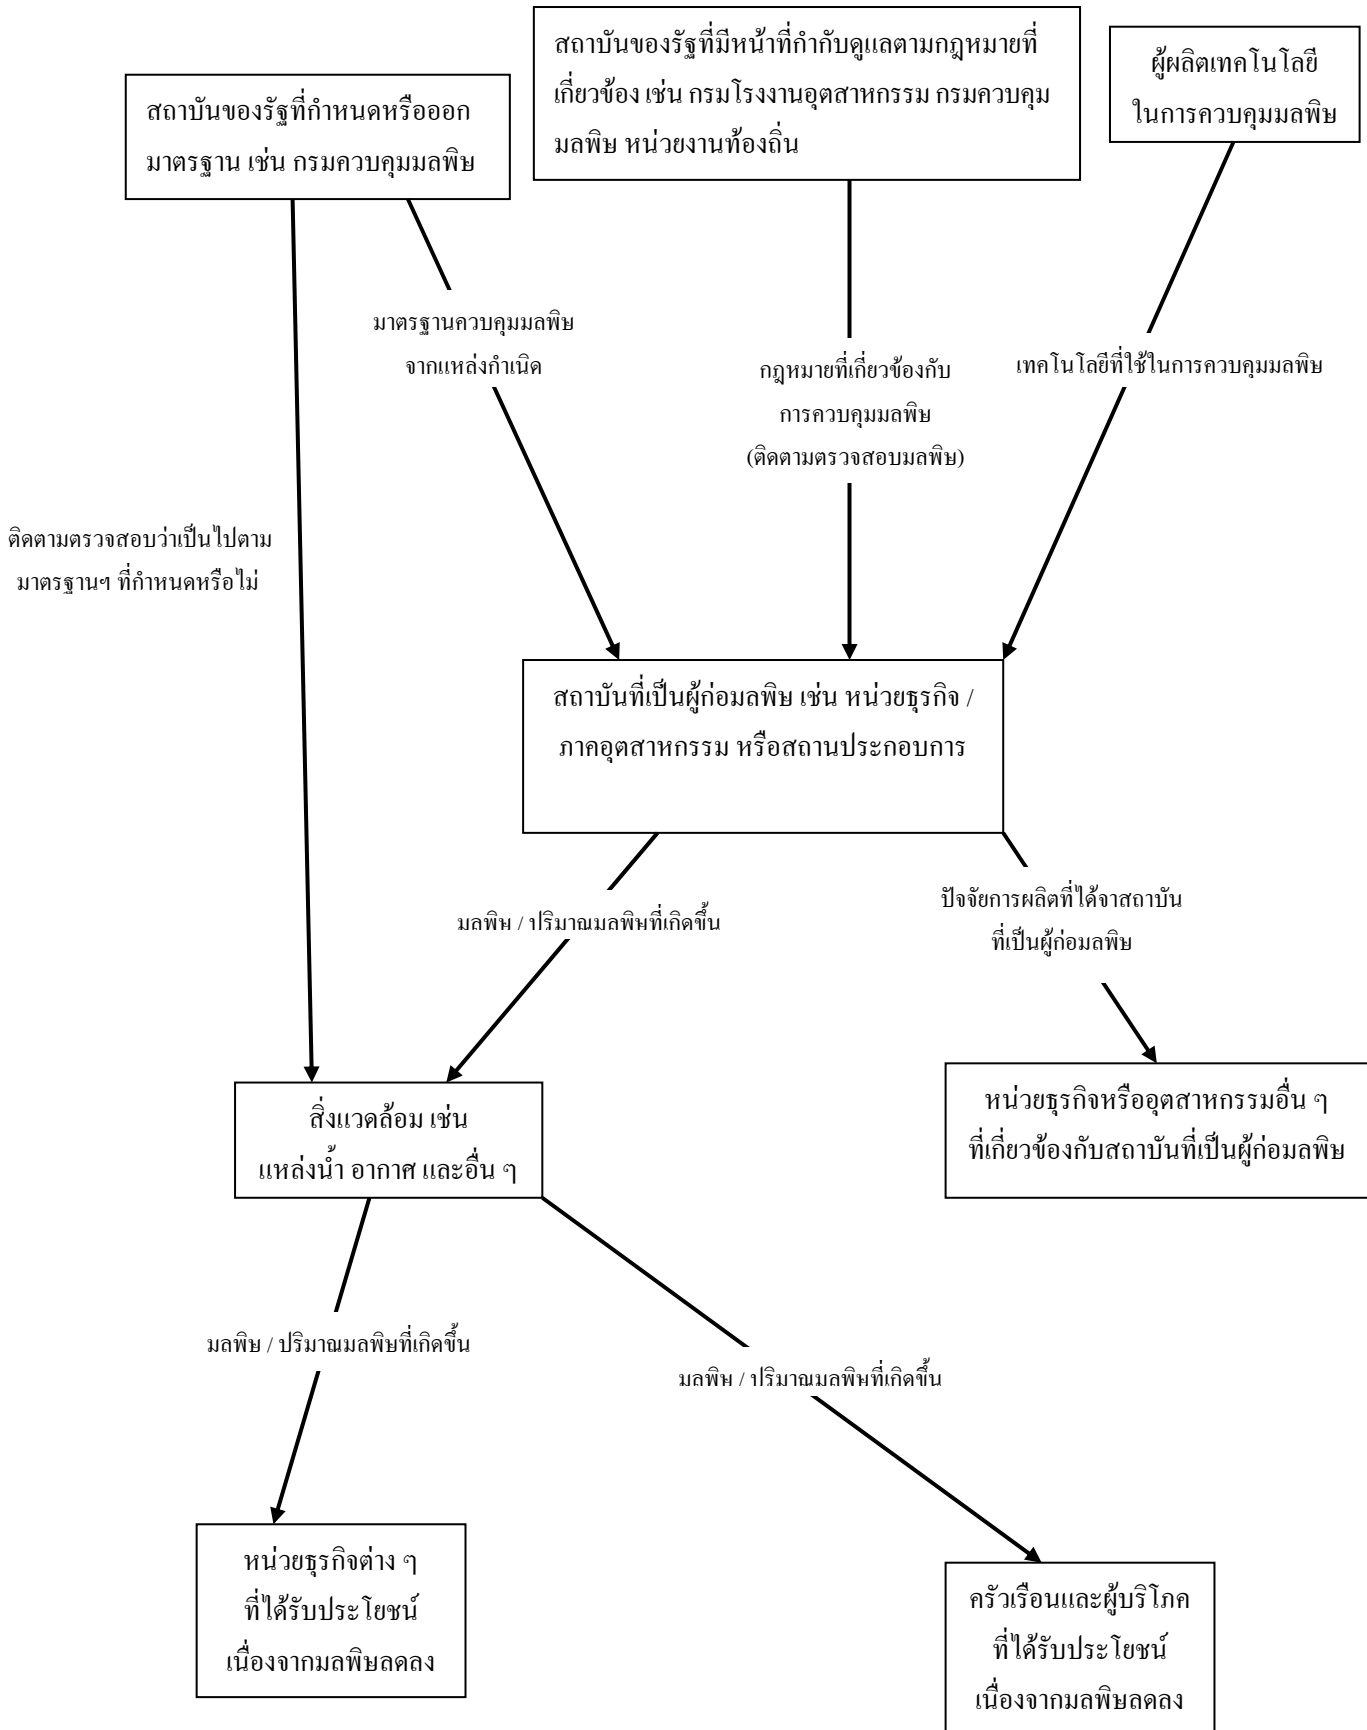 สถาบันของรัฐที่กำหนดหรือออก
มาตรฐาน เช่น กรมควบคุมมลพิษ
สถาบันของรัฐที่มีหน้าที่กำกับดูแลตามกฎหมายที่
เกี่ยวข้อง เช่น กรมโรงงานอุตสาหกรรม กรมควบคุม
มลพิษ หน่วยงานท้องถิ่น
ผู้ผลิตเทคโนโลยี
ในการควบคุมมลพิษ
มาตรฐานควบคุมมลพิษ
จากแหล่งกำเนิด
กฎหมายที่เกี่ยวข้องกับ
การควบคุมมลพิษ
(ติดตามตรวจสอบมลพิษ)
เทคโนโลยีที่ใช้ในการควบคุมมลพิษ
ติดตามตรวจสอบว่าเป็นไปตาม
มาตรฐานฯ ที่กำหนดหรือไม่
สถาบันที่เป็นผู้ก่อมลพิษ เช่น หน่วยธุรกิจ /
ภาคอุตสาหกรรม หรือสถานประกอบการ
มลพิษ / ปริมาณมลพิษที่เกิดขึ้น
ปัจจัยการผลิตที่ได้จาสถาบัน
ที่เป็นผู้ก่อมลพิษ
สิ่งแวดล้อม เช่น
แหล่งน้ำ อากาศ และอื่น ๆ
หน่วยธุรกิจหรืออุตสาหกรรมอื่น ๆ
ที่เกี่ยวข้องกับสถาบันที่เป็นผู้ก่อมลพิษ
มลพิษ / ปริมาณมลพิษที่เกิดขึ้น
มลพิษ / ปริมาณมลพิษที่เกิดขึ้น
หน่วยธุรกิจต่าง ๆ
ที่ได้รับประโยชน์
เนื่องจากมลพิษลดลง
ครัวเรือนและผู้บริโภค
ที่ได้รับประโยชน์
เนื่องจากมลพิษลดลง